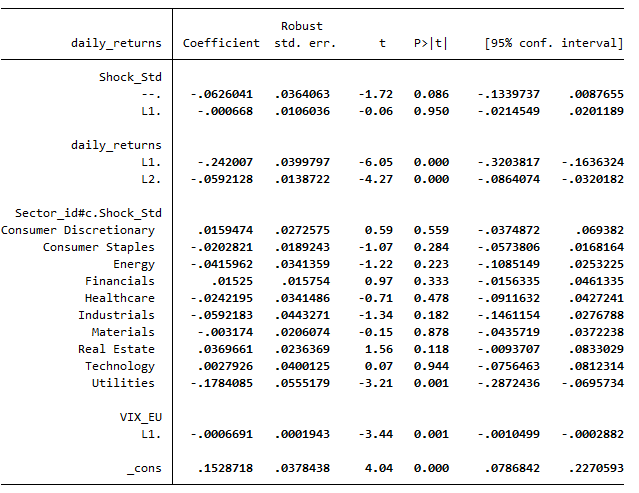 Robust
daily_returns Coefficient std. err. t P>|t| [95% conf. interval]
Shock_Std
--. -.0626041 .0364063 -1.72 0.086 -.1339737 .0087655
L1. -.000668 .0106036 -0.06 0.950 -.0214549 .0201189
daily_returns
L1. -.242007 .0399797 -6.05 0.000 -.3203817 -.1636324
L2. -.0592128 .0138722 -4.27 0.000 -.0864074 -.0320182
Sector_id#c.Shock_Std
Consumer Discretionary .0159474 .0272575 0.59 0.559 -.0374872 .069382
Consumer Staples -.0202821 .0189243 -1.07 0.284 -.0573806 .0168164
Energy -.0415962 .0341359 -1.22 0.223 -.1085149 .0253225
Financials .01525 .015754 0.97 0.333 -.0156335 .0461335
Healthcare -.0242195 .0341486 -0.71 0.478 -.0911632 .0427241
Industrials -.0592183 .0443271 -1.34 0.182 -.1461154 .0276788
Materials -.003174 .0206074 -0.15 0.878 -.0435719 .0372238
Real Estate .0369661 .0236369 1.56 0.118 -.0093707 .0833029
Technology .0027926 .0400125 0.07 0.944 -.0756463 .0812314
Utilities -.1784085 .0555179 -3.21 0.001 -.2872436 -.0695734
VIX_EU
L1. -.0006691 .0001943 -3.44 0.001 -.0010499 -.0002882
_cons .1528718 .0378438 4.04 0.000 .0786842 .2270593